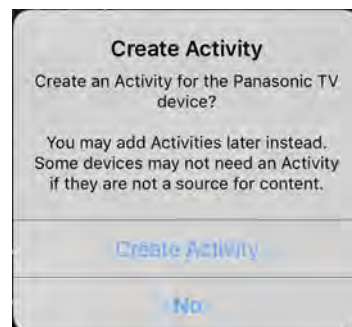 Create Activity
Create an Activity for the Panasonic TV
device?
You may add Activities later instead.
Some devices may not need an Activity
if they are not a source for content.
Create Activity
No